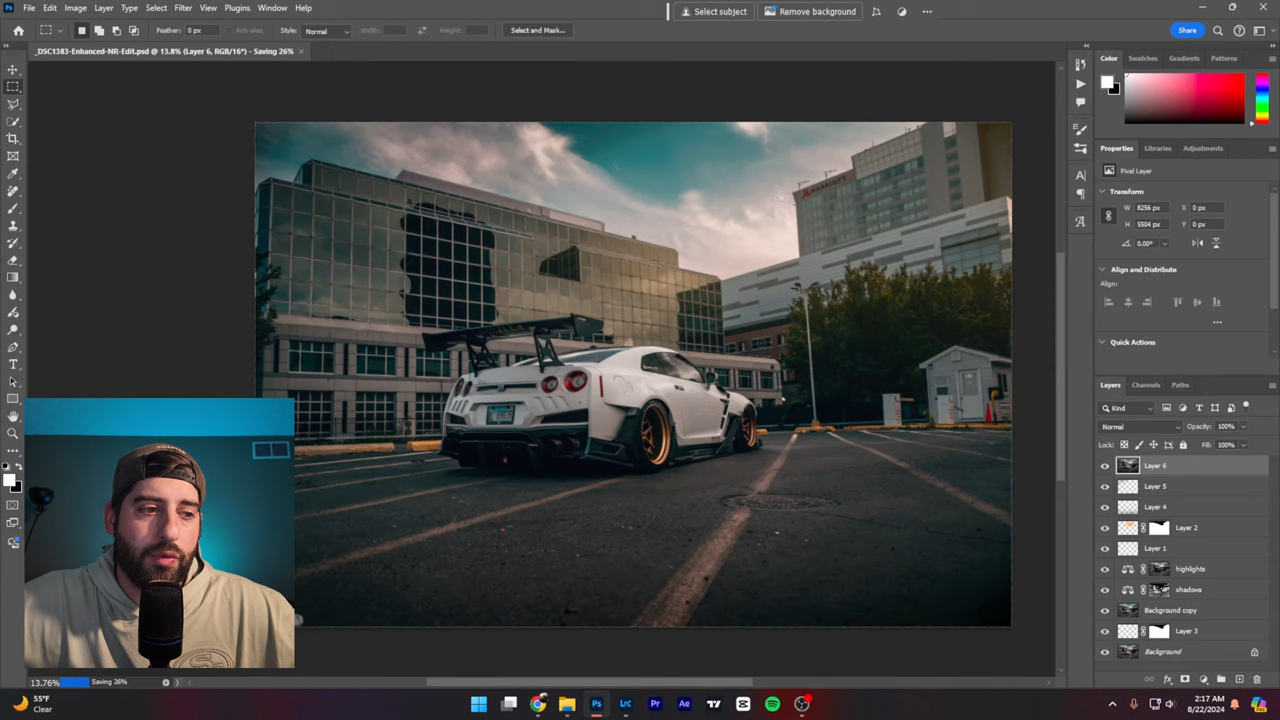 File Edit Image Layer Type Select Filter View Plugins Window Help
Select subject Remove background
Feather: 0 px Anti-alias Style: Normal Width: Height: Select and Mask...
Share
_DSC1383-Enhanced-NR-Edit.psd @ 13.8% (Layer 6, RGB/16*) - Saving 26%
Color Swatches Gradients Patterns
Properties Libraries Adjustments
Pixel Layer
Transform
W 8256 px X 0 px
H 5504 px Y 0 px
0.00°
Align and Distribute
Align:
Quick Actions
MARRIOTT
Layers Channels Paths
Kind
Normal Opacity: 100%
Lock: Fill: 100%
Layer 6
Layer 5
Layer 4
Layer 2
Layer 1
highlights
shadows
Background copy
Layer 3
Background
13.76% Saving 26%
55°F
Clear
2:17 AM
8/22/2024